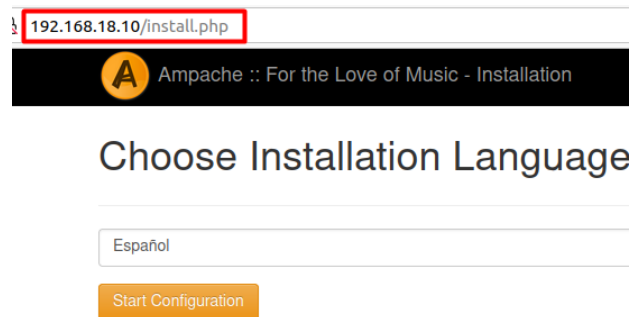 192.168.18.10/install.php
Ampache :: For the Love of Music - Installation
Choose Installation Language
Español
Start Configuration